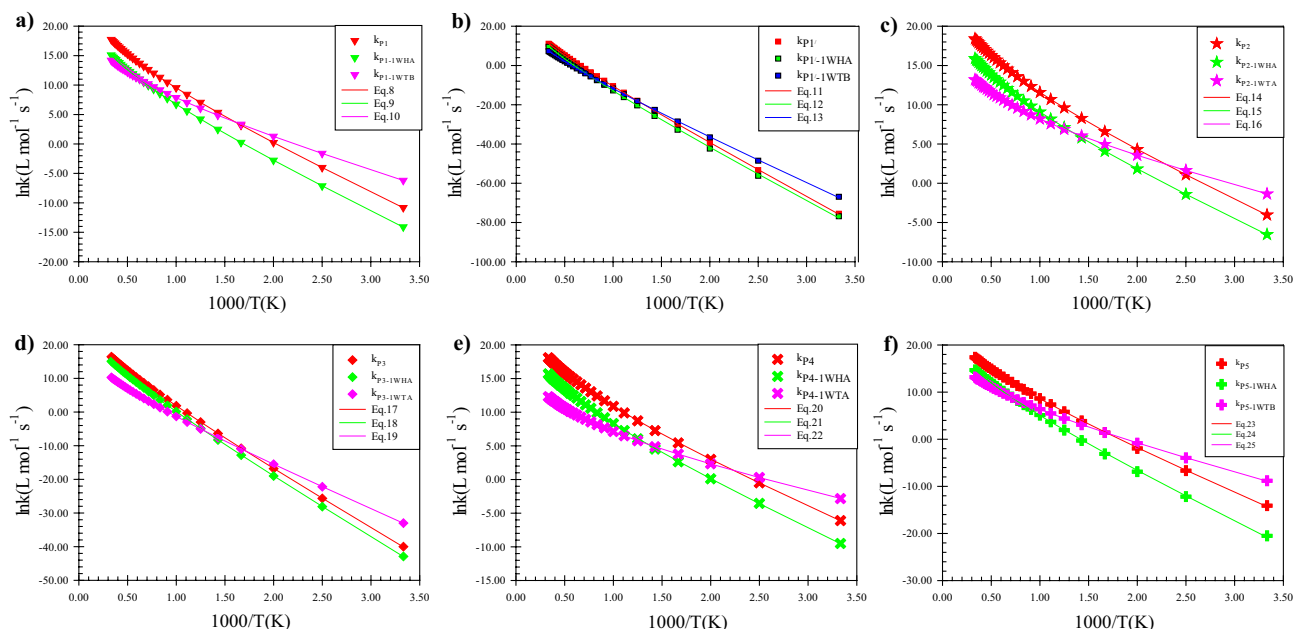 a)
lnk(L mol⁻¹ s⁻¹)
20.00
15.00
10.00
5.00
0.00
-5.00
-10.00
-15.00
-20.00
0.00 0.50 1.00 1.50 2.00 2.50 3.00 3.50
1000/T(K)
kP1
kP1-1WHA
kP1-1WTB
Eq.8
Eq.9
Eq.10
b)
lnk(L mol⁻¹ s⁻¹)
20.00
0.00
-20.00
-40.00
-60.00
-80.00
-100.00
0.00 0.50 1.00 1.50 2.00 2.50 3.00 3.50
1000/T(K)
kP1'
kP1'-1WHA
kP1'-1WTB
Eq.11
Eq.12
Eq.13
c)
lnk(L mol⁻¹ s⁻¹)
20.00
15.00
10.00
5.00
0.00
-5.00
-10.00
0.00 0.50 1.00 1.50 2.00 2.50 3.00 3.50
1000/T(K)
kP2
kP2-1WHA
kP2-1WTA
Eq.14
Eq.15
Eq.16
d)
lnk(L mol⁻¹ s⁻¹)
20.00
10.00
0.00
-10.00
-20.00
-30.00
-40.00
-50.00
0.00 0.50 1.00 1.50 2.00 2.50 3.00 3.50
1000/T(K)
kP3
kP3-1WHA
kP3-1WTA
Eq.17
Eq.18
Eq.19
e)
lnk(L mol⁻¹ s⁻¹)
20.00
15.00
10.00
5.00
0.00
-5.00
-10.00
-15.00
0.00 0.50 1.00 1.50 2.00 2.50 3.00 3.50
1000/T(K)
kP4
kP4-1WHA
kP4-1WTA
Eq.20
Eq.21
Eq.22
f)
lnk(L mol⁻¹ s⁻¹)
20.00
10.00
0.00
-10.00
-20.00
-30.00
0.00 0.50 1.00 1.50 2.00 2.50 3.00 3.50
1000/T(K)
kP5
kP5-1WHA
kP5-1WTB
Eq.23
Eq.24
Eq.25